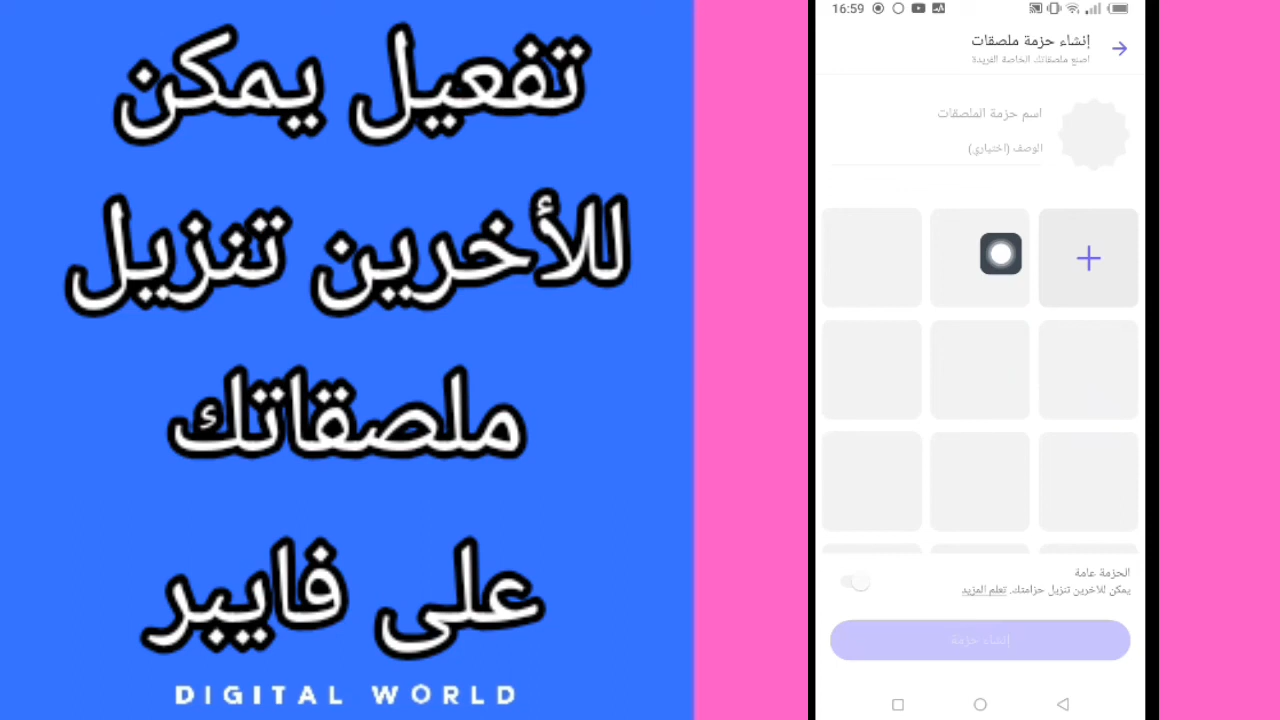 تفعيل يمكن
للأخرين تنزيل
ملصقاتك
على فايبر
DIGITAL WORLD
16:59
إنشاء حزمة ملصقات
اصنع ملصقاتك الخاصة الفريدة
اسم حزمة الملصقات
الوصف (اختياري)
الحزمة عامة
يمكن للآخرين تنزيل حزامتك. تعلم المزيد
إنشاء حزمة